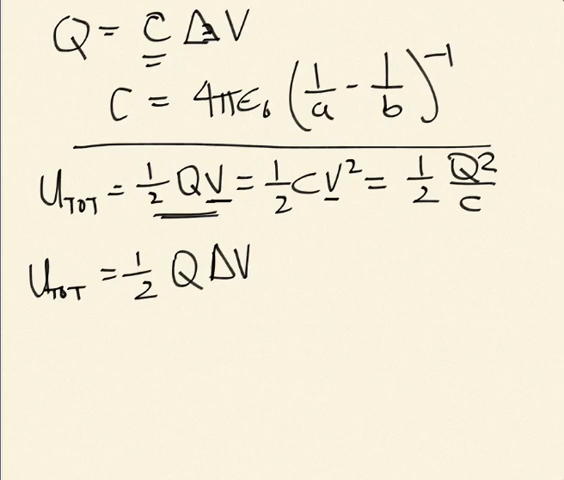 Q = C ΔV
C = 4πϵ₀ (1/a - 1/b)⁻¹
U_TOT = 1/2 QV = 1/2 CV² = 1/2 Q²/C
U_TOT = 1/2 Q ΔV